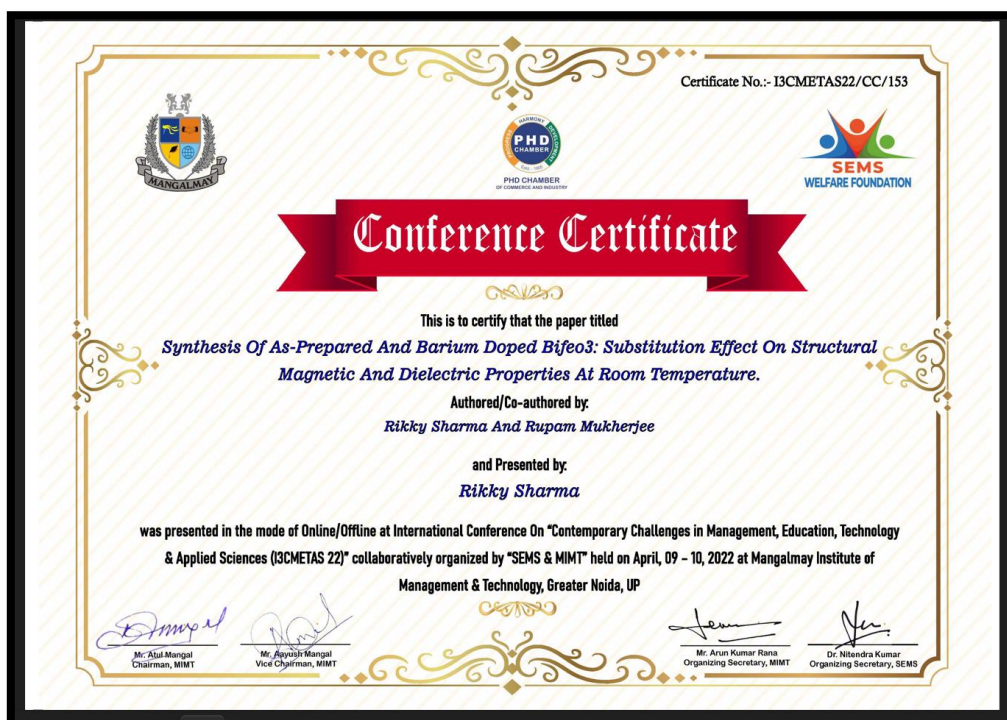 Certificate No.:- I3CMETAS22/CC/153
MANGALMAY
HARMONY
DEVELOPMENT
PHD
CHAMBER
PHD CHAMBER
OF COMMERCE AND INDUSTRY
SEMS
WELFARE FOUNDATION
Conference Certificate
This is to certify that the paper titled
Synthesis Of As-Prepared And Barium Doped Bifeo3: Substitution Effect On Structural
Magnetic And Dielectric Properties At Room Temperature.
Authored/Co-authored by:
Rikky Sharma And Rupam Mukherjee
and Presented by:
Rikky Sharma
was presented in the mode of Online/Offline at International Conference On "Contemporary Challenges in Management, Education, Technology
& Applied Sciences (I3CMETAS 22)" collaboratively organized by "SEMS & MIMT" held on April, 09 – 10, 2022 at Mangalmay Institute of
Management & Technology, Greater Noida, UP
Mr. Atul Mangal
Chairman, MIMT
Mr. Aayush Mangal
Vice Chairman, MIMT
Mr. Arun Kumar Rana
Organizing Secretary, MIMT
Dr. Nitendra Kumar
Organizing Secretary, SEMS